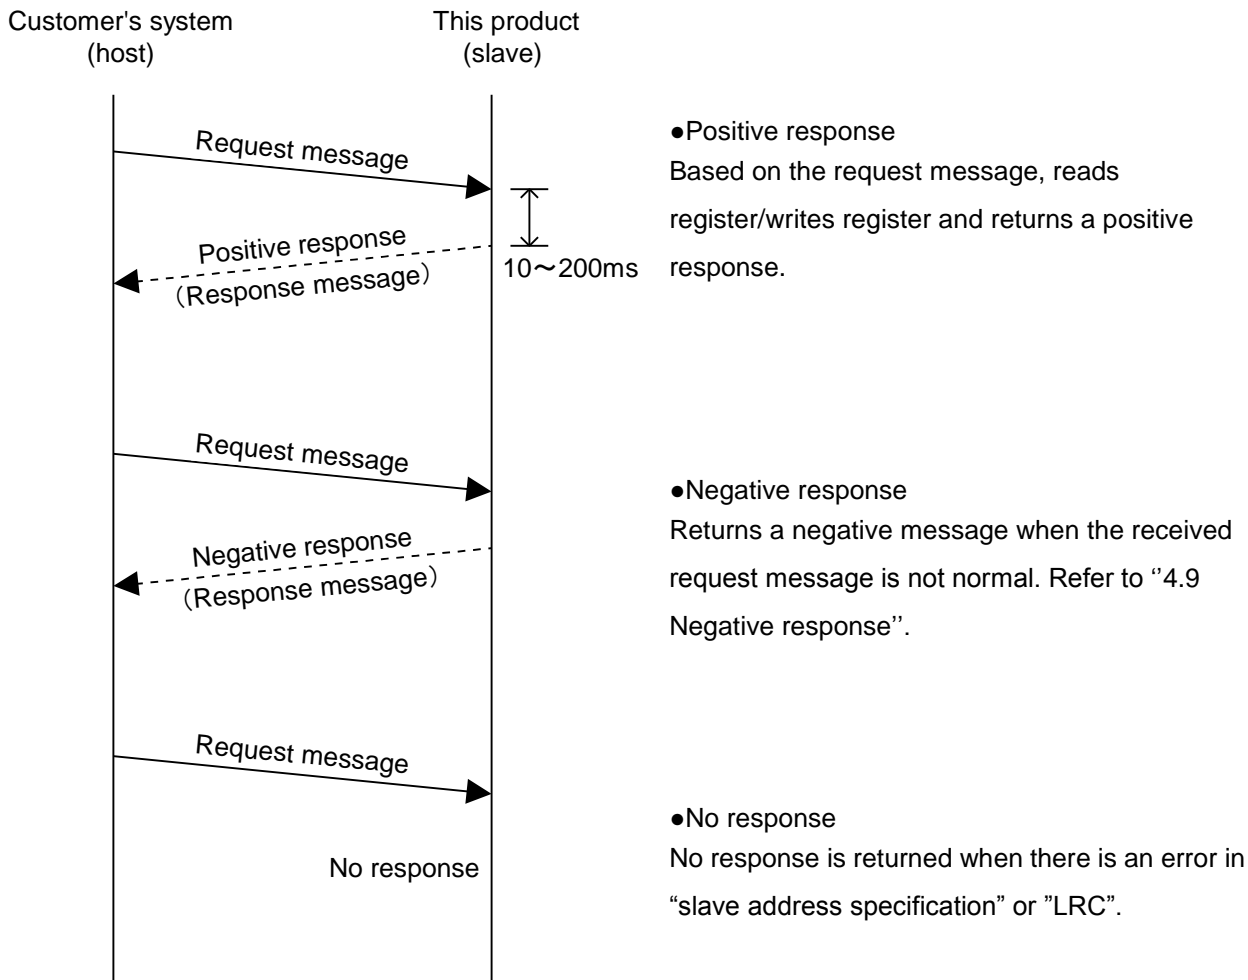 Customer's system
(host)
This product
(slave)
Request message
●Positive response
Based on the request message, reads
register/writes register and returns a positive
response.
Positive response
（Response message）
10～200ms
Request message
●Negative response
Returns a negative message when the received
request message is not normal. Refer to ‘’4.9
Negative response’’.
Negative response
（Response message）
Request message
●No response
No response is returned when there is an error in
“slave address specification” or ”LRC”.
No response